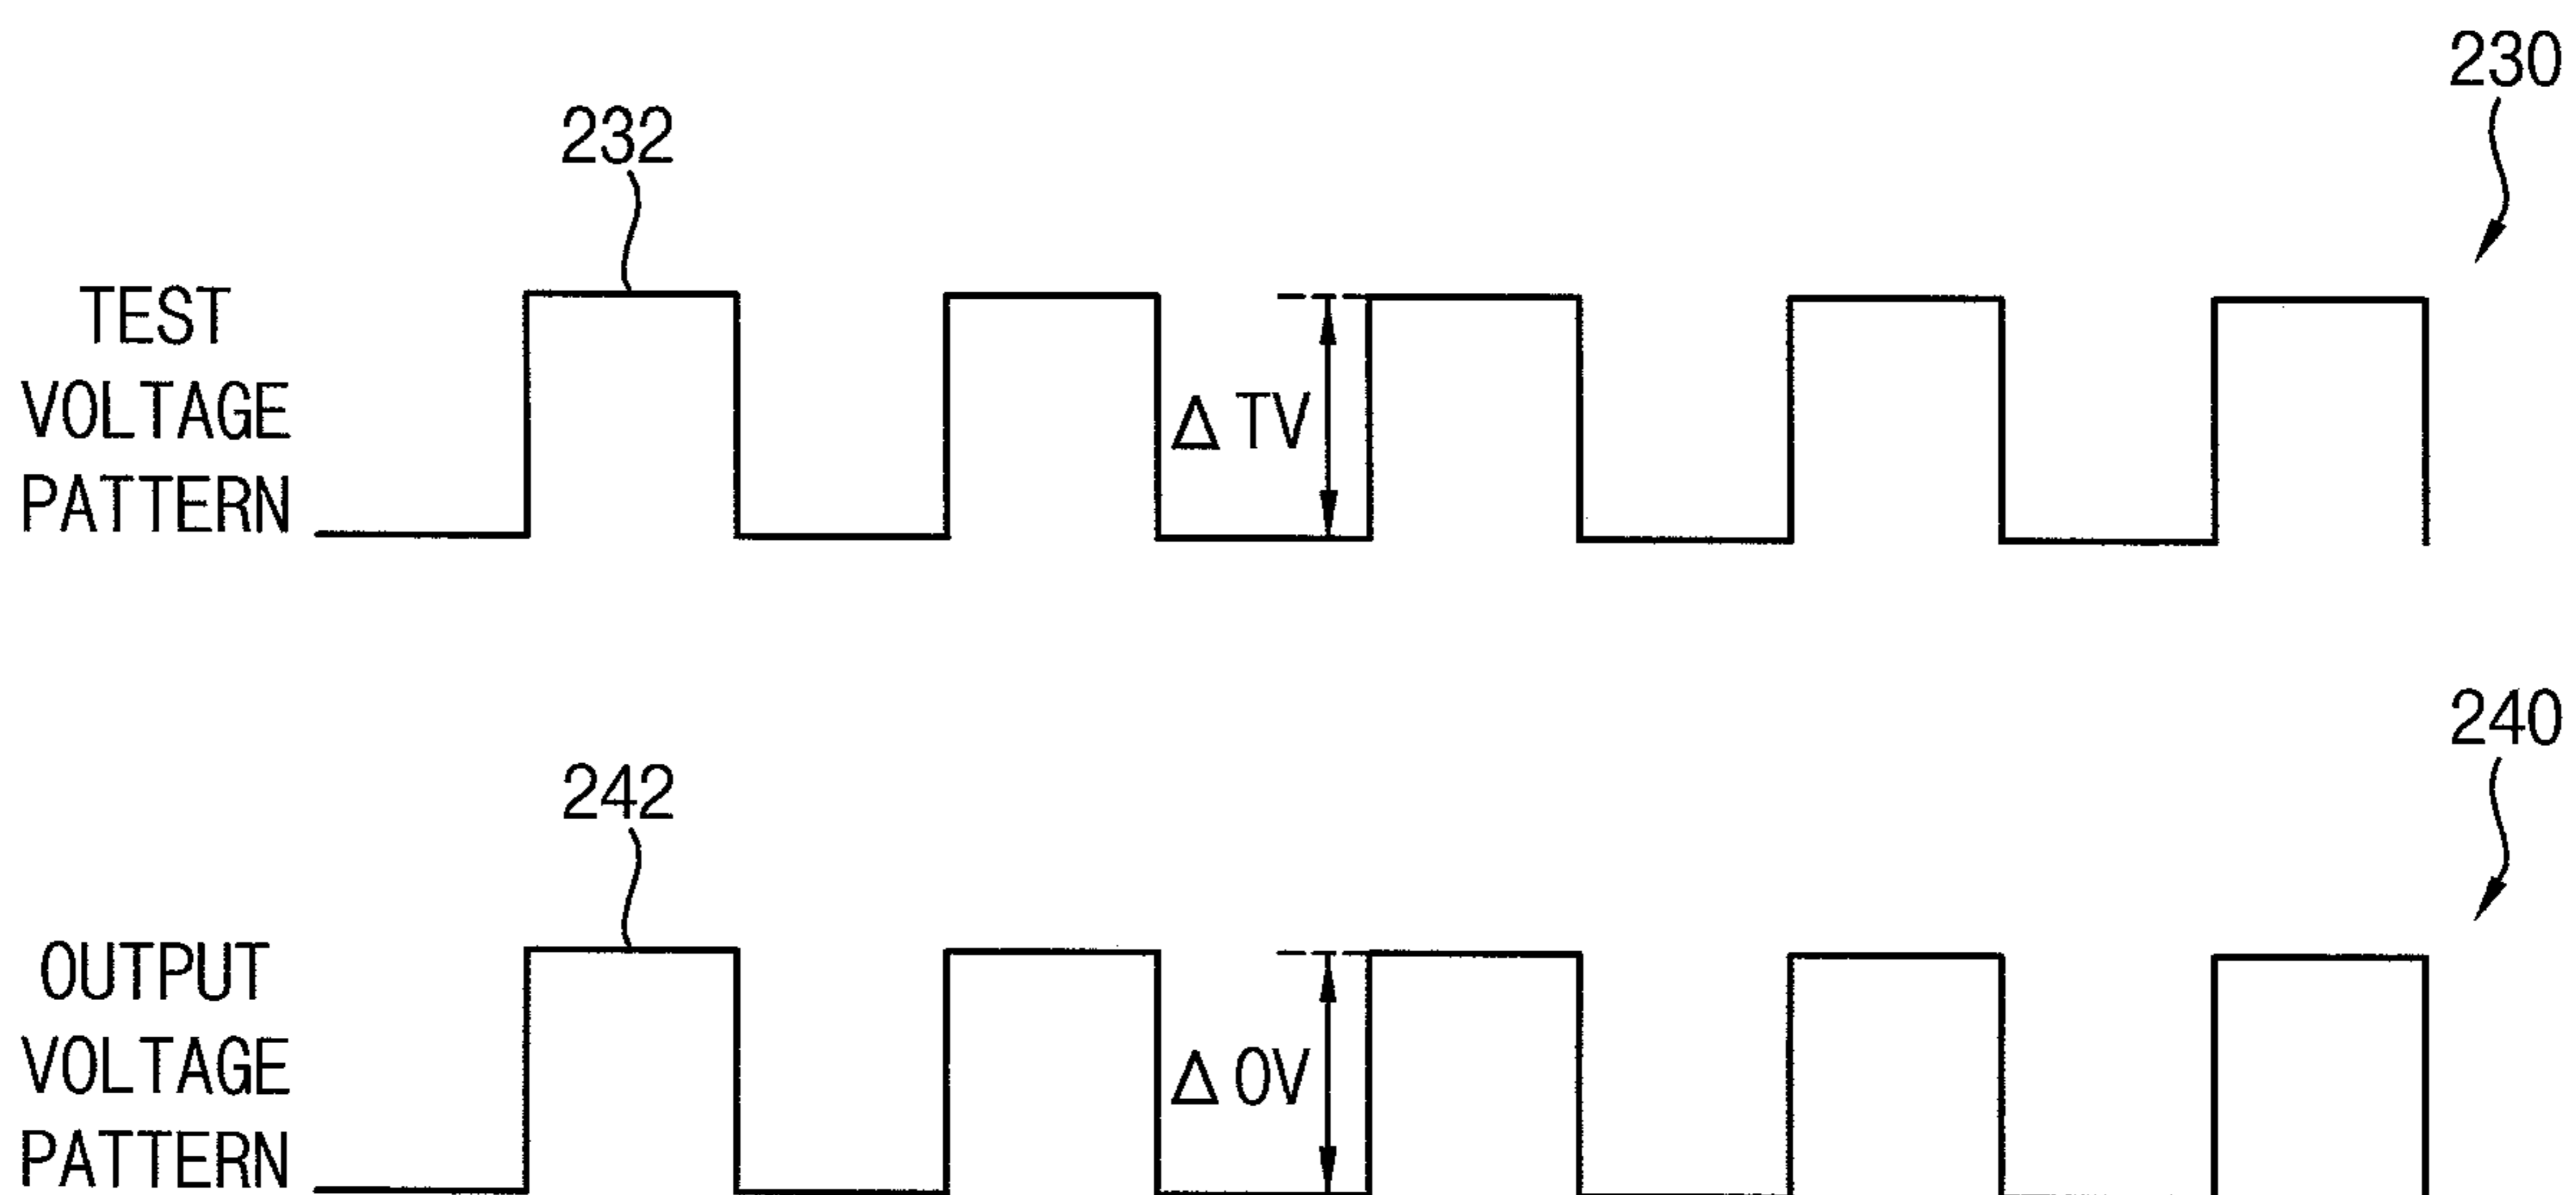 230
232
TEST
VOLTAGE
PATTERN
Δ TV
240
242
OUTPUT
VOLTAGE
PATTERN
Δ OV